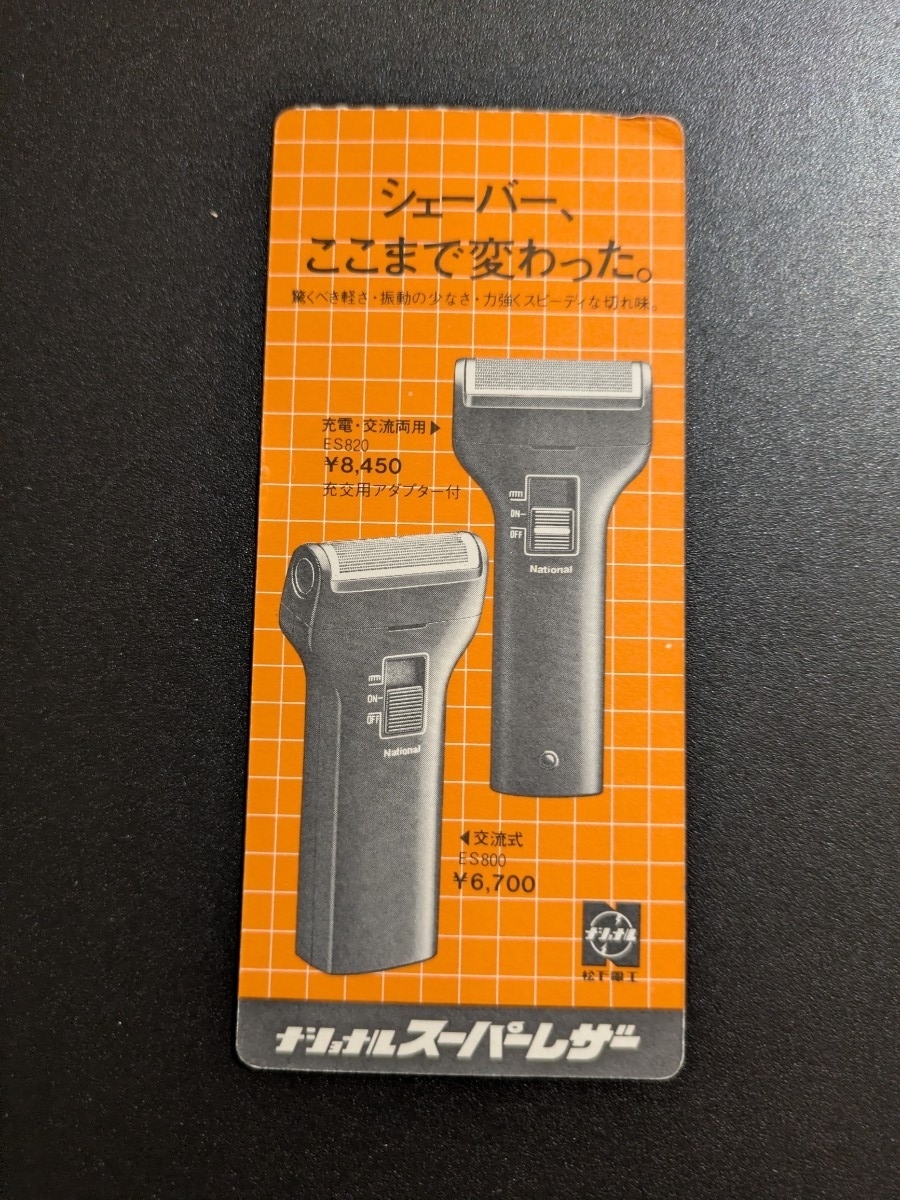 シェーバー、
ここまで変わった。
驚くべき軽さ・振動の少なさ・力強くスピーディな切れ味。
充電・交流両用▶
ES820
¥8,450
充交用アダプター付
ON
OFF
National
ON
OFF
National
◀交流式
ES800
¥6,700
ナショナル
松下電工
ナショナルスーパーレザー